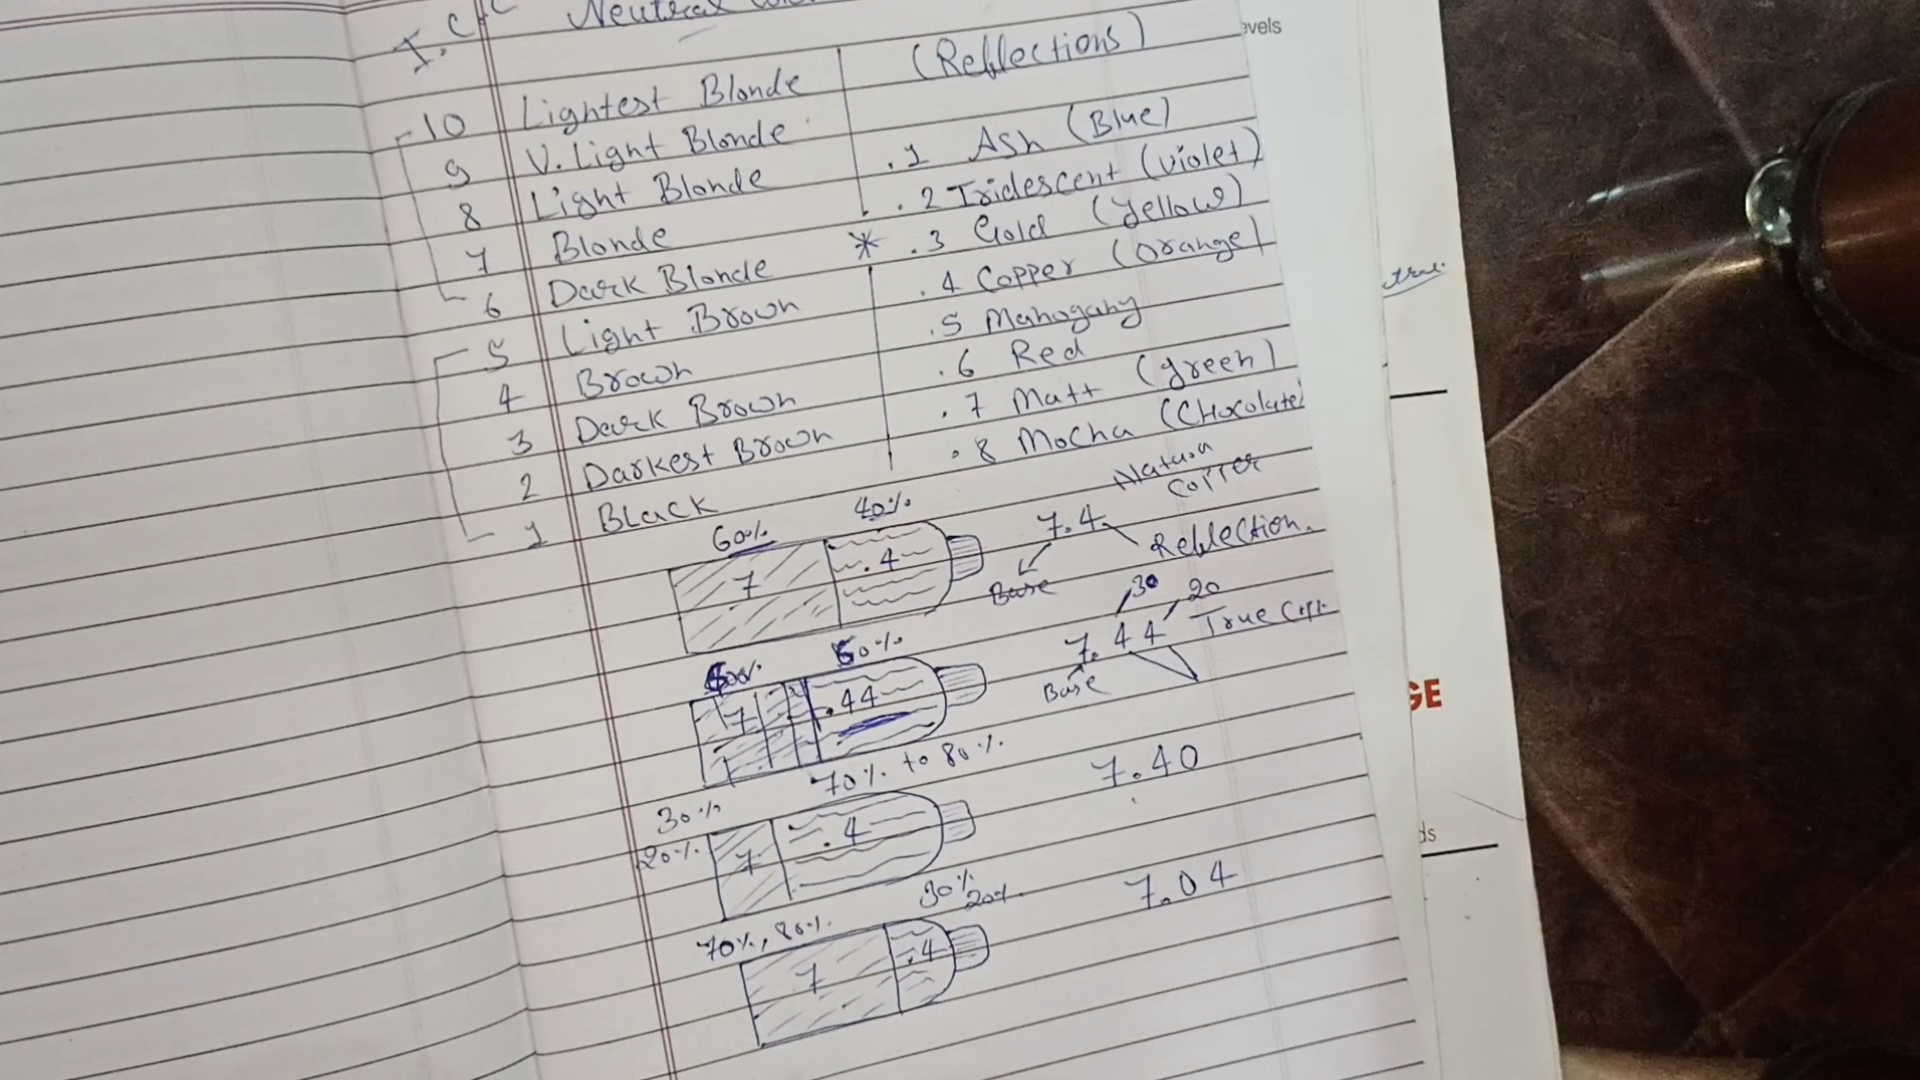 I.C.C Neutral
(Reflections)
10 Lightest Blonde
9 V.Light Blonde
8 Light Blonde
7 Blonde
6 Dark Blonde
5 Light Brown
4 Brown
3 Dark Brown
2 Darkest Brown
1 Black
.1 Ash (Blue)
.2 Iridescent (violet)
* .3 Gold (yellow)
.4 Copper (orange)
.5 Mahogany
.6 Red
.7 Matt (green)
.8 Mocha (CHocolate)
60% 40%
7 .4
7.4
Copper
Base Reflection.
60%
7 .44
30 20
7.44 True
Base
70% to 80%
30%
20%
7 .4
7.40
70%, 80% 30% 20%
7 .4
7.04
evels
true.
GE
ds